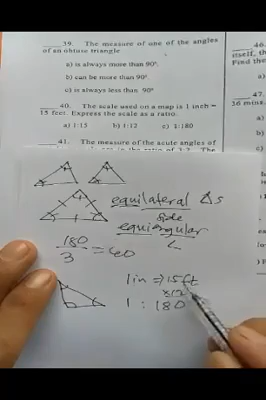 39. The measure of one of the angles
of an obtuse triangle
a) is always more than 90°
b) can be more than 90°
c) is always less than 90°
40. The scale used on a map is 1 inch =
15 feet. Express the scale as a ratio.
a) 1:15 b) 1:12 c) 1:180
41. The measure of the acute angles of
46.
itself, th
Find the
a)
b)
47.
36 mins.
a)
equilateral Δs
side
equiangular
∠
180
3 = 60
1in => 15ft
x12
1 : 180